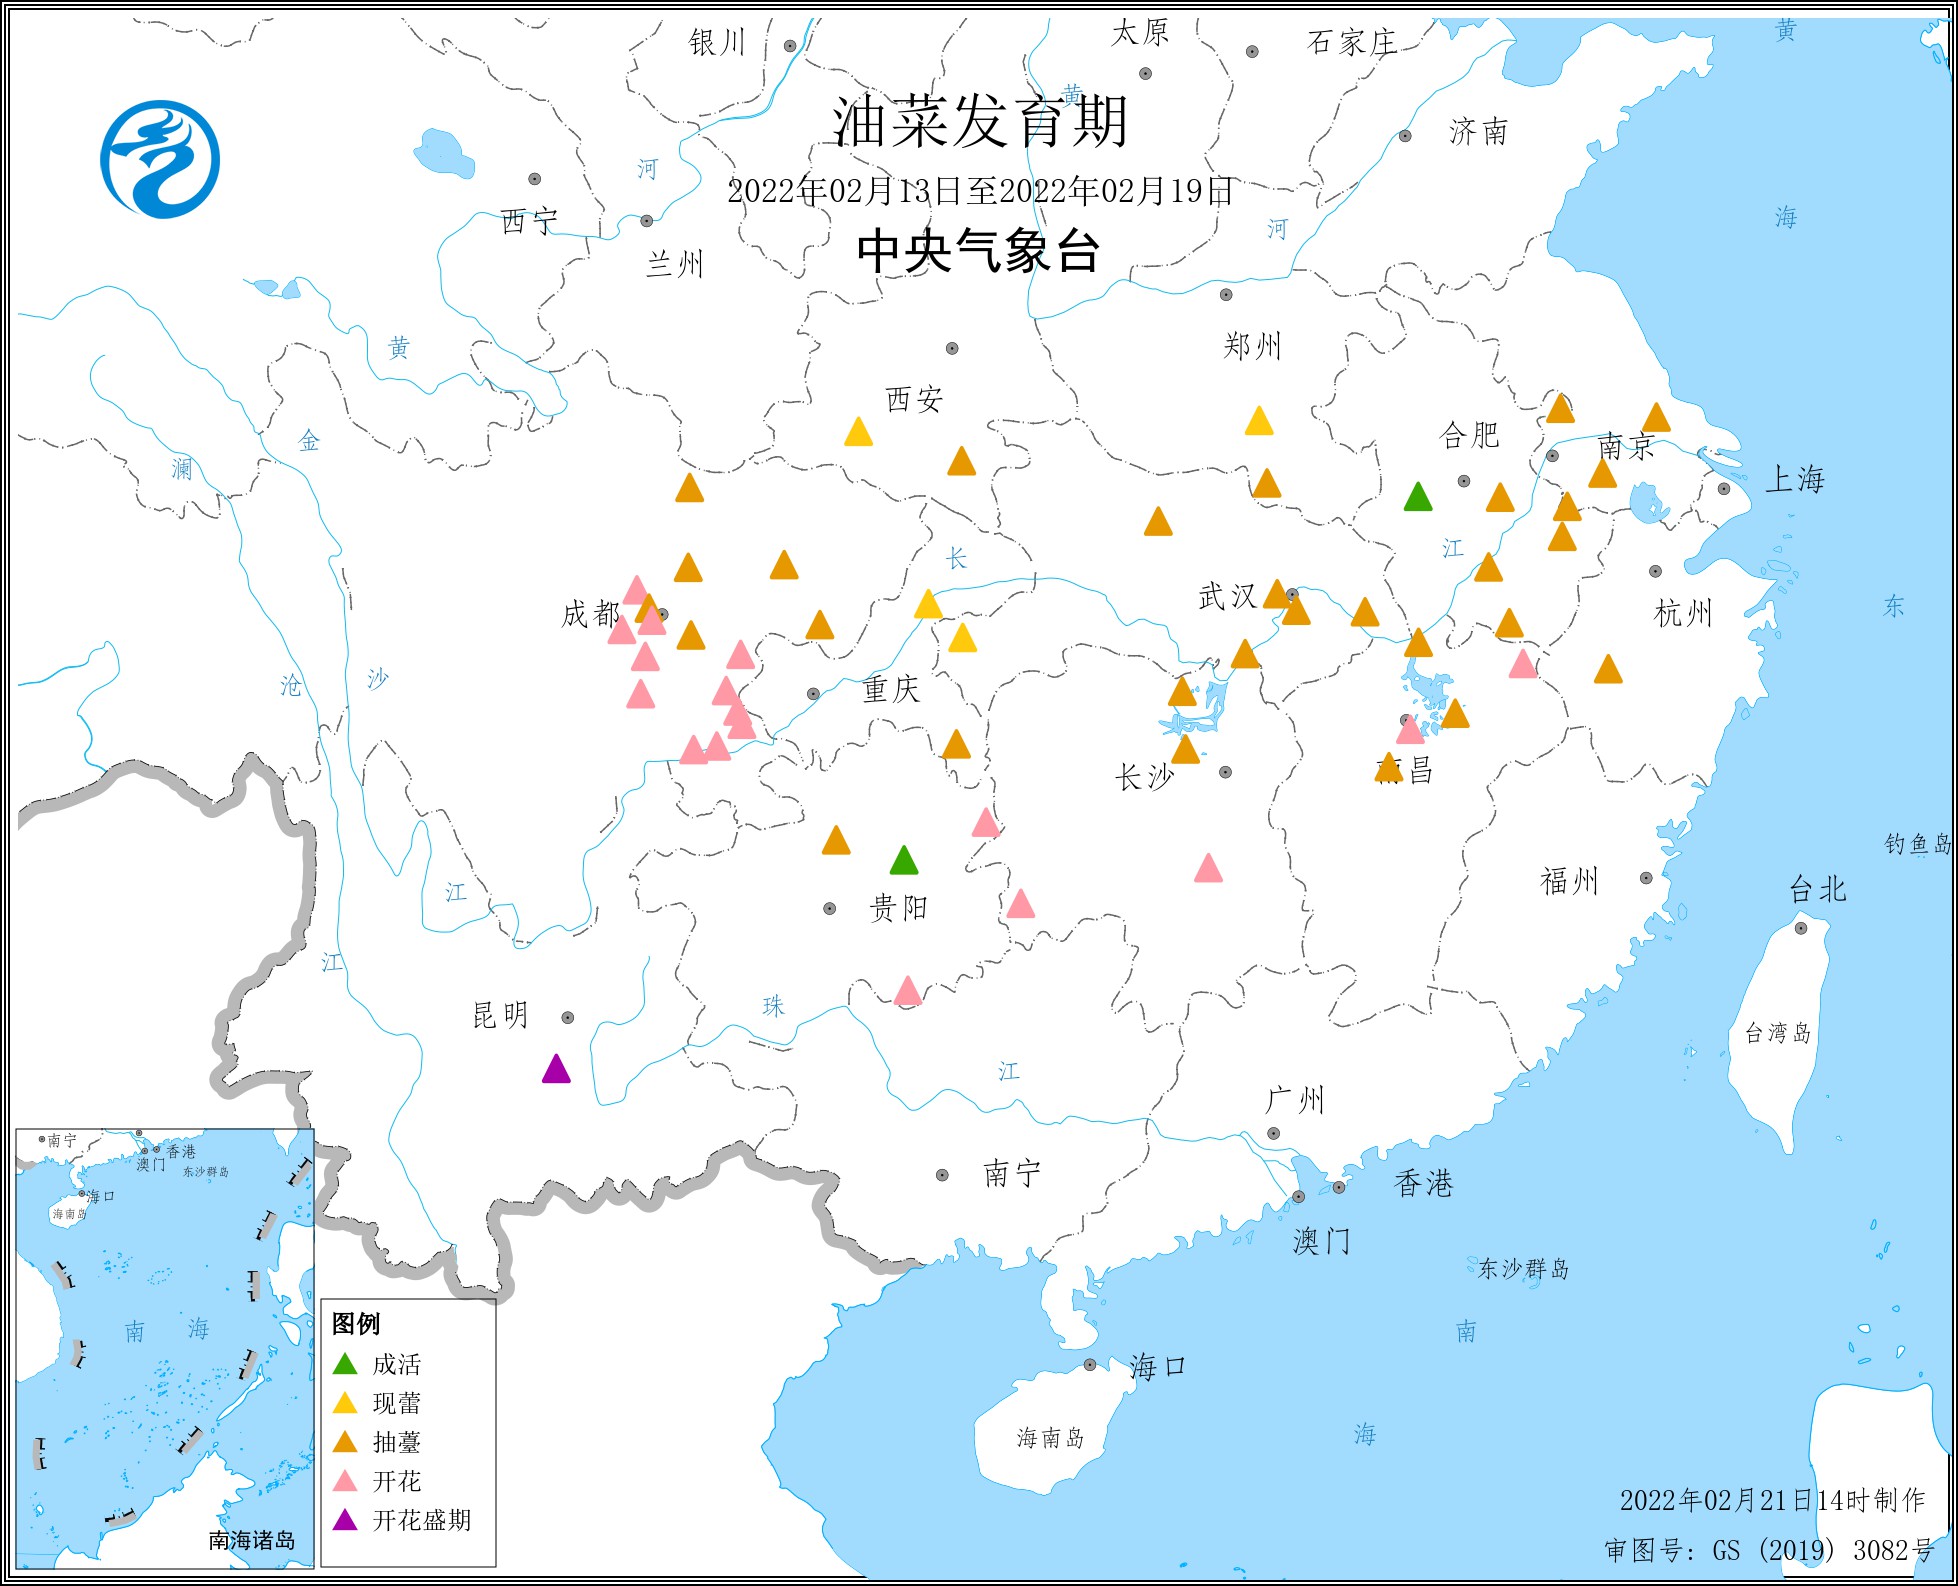 银川
太原
石家庄
黄
黄
油菜发育期
济南
河
2022年02月13日至2022年02月19日
西宁
海
河
中央气象台
兰州
黄
郑州
西安
金
合肥
南京
澜
上海
长
江
成都
武汉
东
杭州
沧
沙
重庆
长沙
南昌
钓鱼岛
江
福州
台北
贵阳
江
珠
昆明
台湾岛
江
广州
南宁
香港
澳门
东沙群岛
南
海口
海南岛
海
南宁
香港
澳门
东沙群岛
海口
海南岛
南 海
南海诸岛
图例
成活
现蕾
抽薹
开花
开花盛期
2022年02月21日14时制作
审图号: GS (2019) 3082号